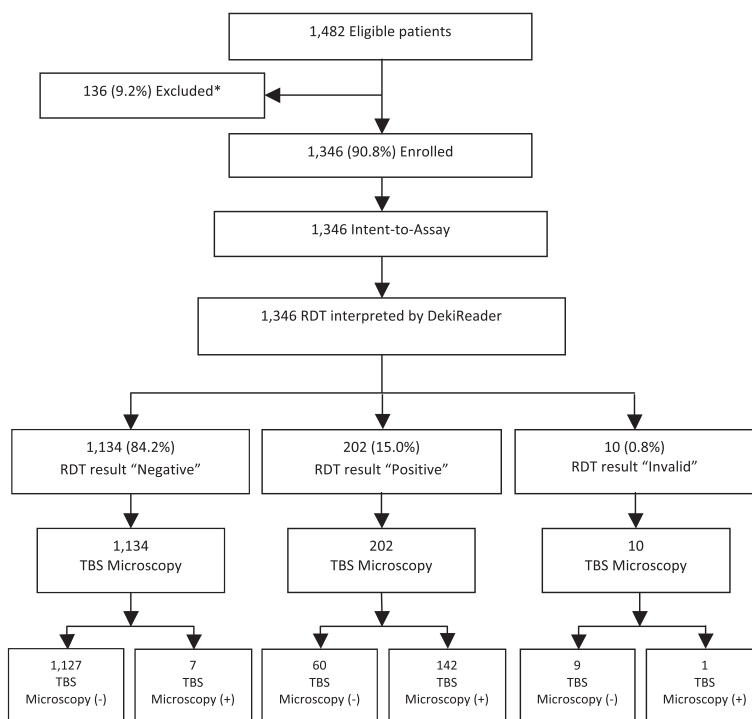 1,482 Eligible patients
136 (9.2%) Excluded*
1,346 (90.8%) Enrolled
1,346 Intent-to-Assay
1,346 RDT interpreted by DekiReader
1,134 (84.2%)
RDT result “Negative”
202 (15.0%)
RDT result “Positive”
10 (0.8%)
RDT result “Invalid”
1,134
TBS Microscopy
202
TBS Microscopy
10
TBS Microscopy
1,127
TBS
Microscopy (-)
7
TBS
Microscopy (+)
60
TBS
Microscopy (-)
142
TBS
Microscopy (+)
9
TBS
Microscopy (-)
1
TBS
Microscopy (+)